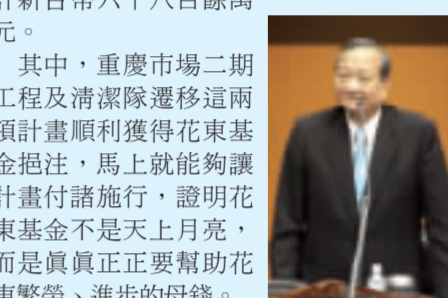 計新台幣六千八百餘萬
元。
其中，重慶市場二期
工程及清潔隊遷移這兩
項計畫順利獲得花東基
金挹注，馬上就能夠讓
計畫付諸施行，證明花
東基金不是天上月亮，
而是眞眞正正要幫助花
東繁榮、進步的母錢。